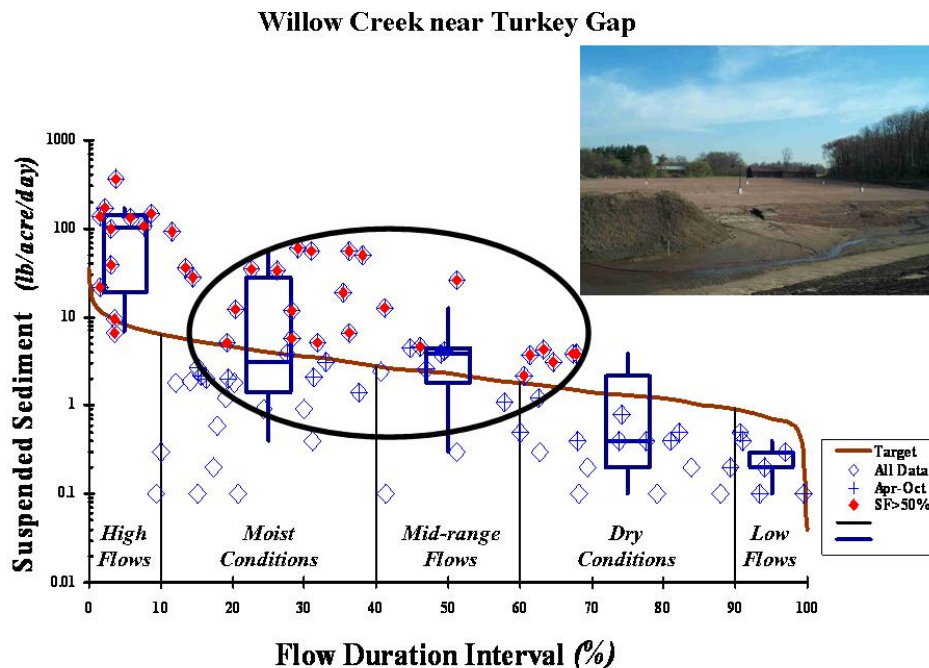 Willow Creek near Turkey Gap
Suspended Sediment (lb/acre/day)
1000
100
10
1
0.1
0.01
High
Flows
Moist
Conditions
Mid-range
Flows
Dry
Conditions
Low
Flows
Target
All Data
Apr-Oct
SF>50%
0 10 20 30 40 50 60 70 80 90 100
Flow Duration Interval (%)